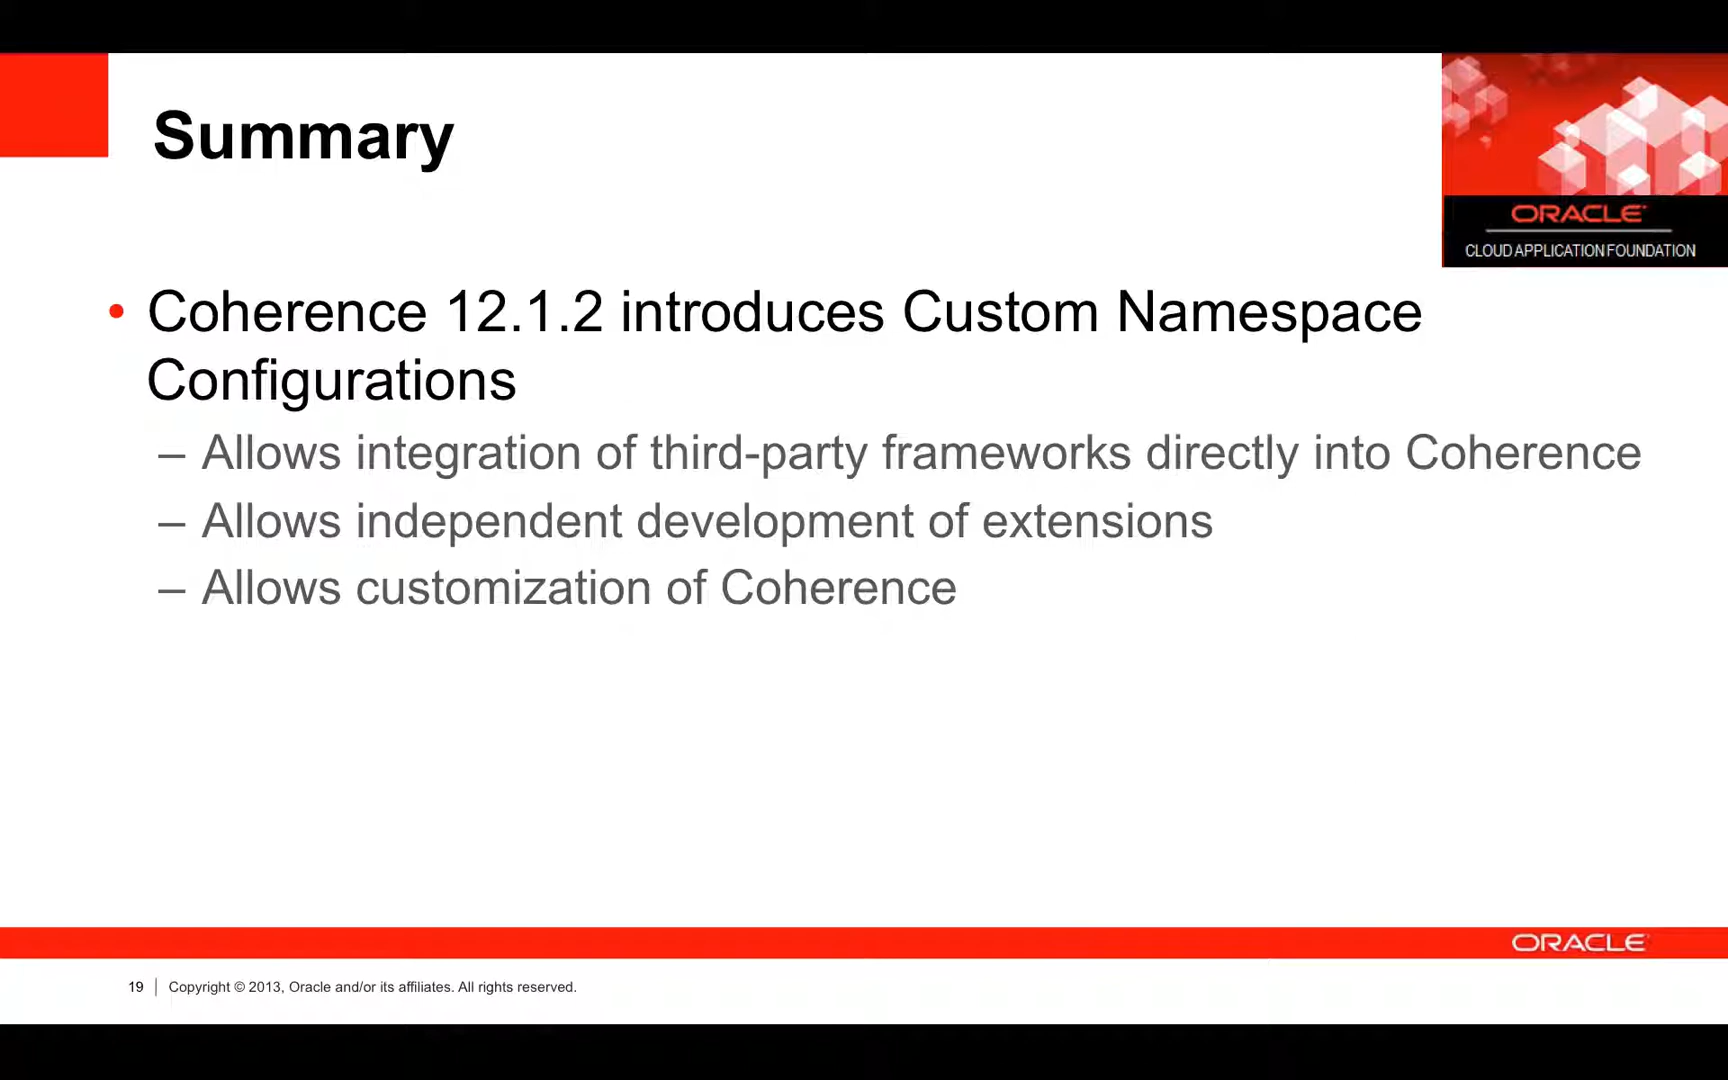 Summary
ORACLE
CLOUD APPLICATION FOUNDATION
• Coherence 12.1.2 introduces Custom Namespace
Configurations
– Allows integration of third-party frameworks directly into Coherence
– Allows independent development of extensions
– Allows customization of Coherence
ORACLE
19 | Copyright © 2013, Oracle and/or its affiliates. All rights reserved.